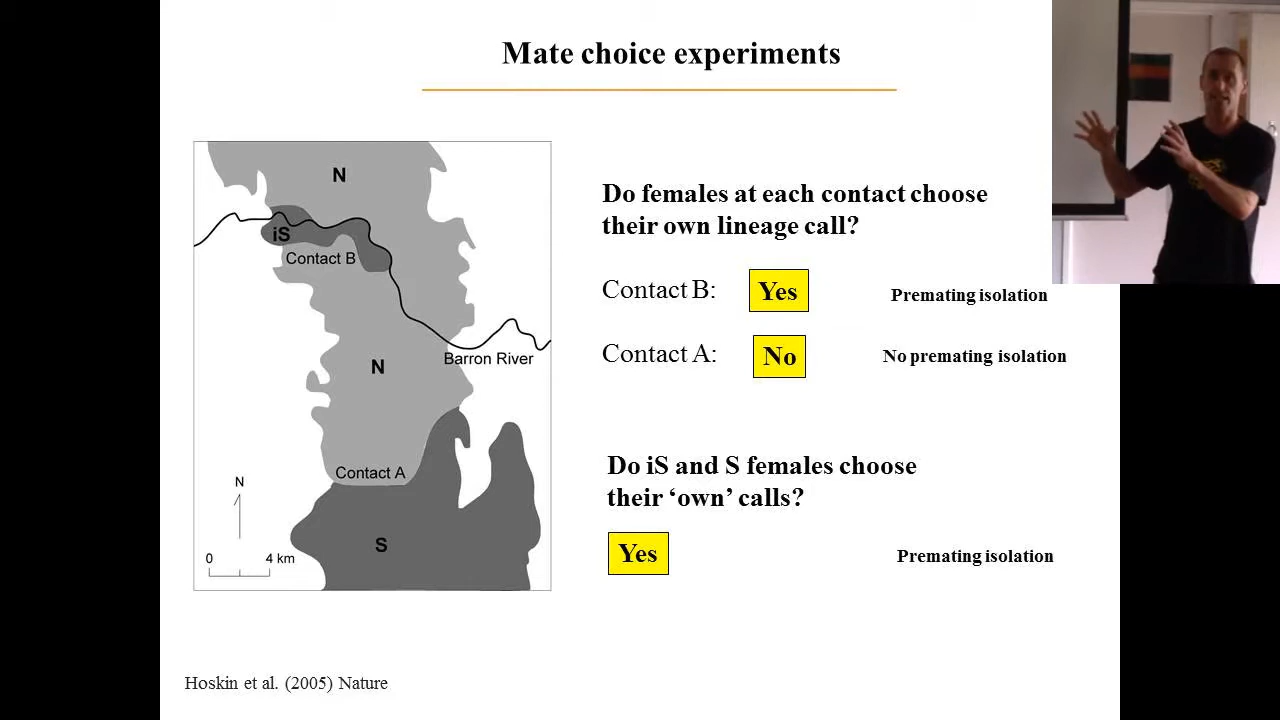 Mate choice experiments
N
iS
Contact B
Barron River
N
Contact A
N
S
0 4 km
Do females at each contact choose
their own lineage call?
Contact B: Yes Premating isolation
Contact A: No No premating isolation
Do iS and S females choose
their ‘own’ calls?
Yes Premating isolation
Hoskin et al. (2005) Nature